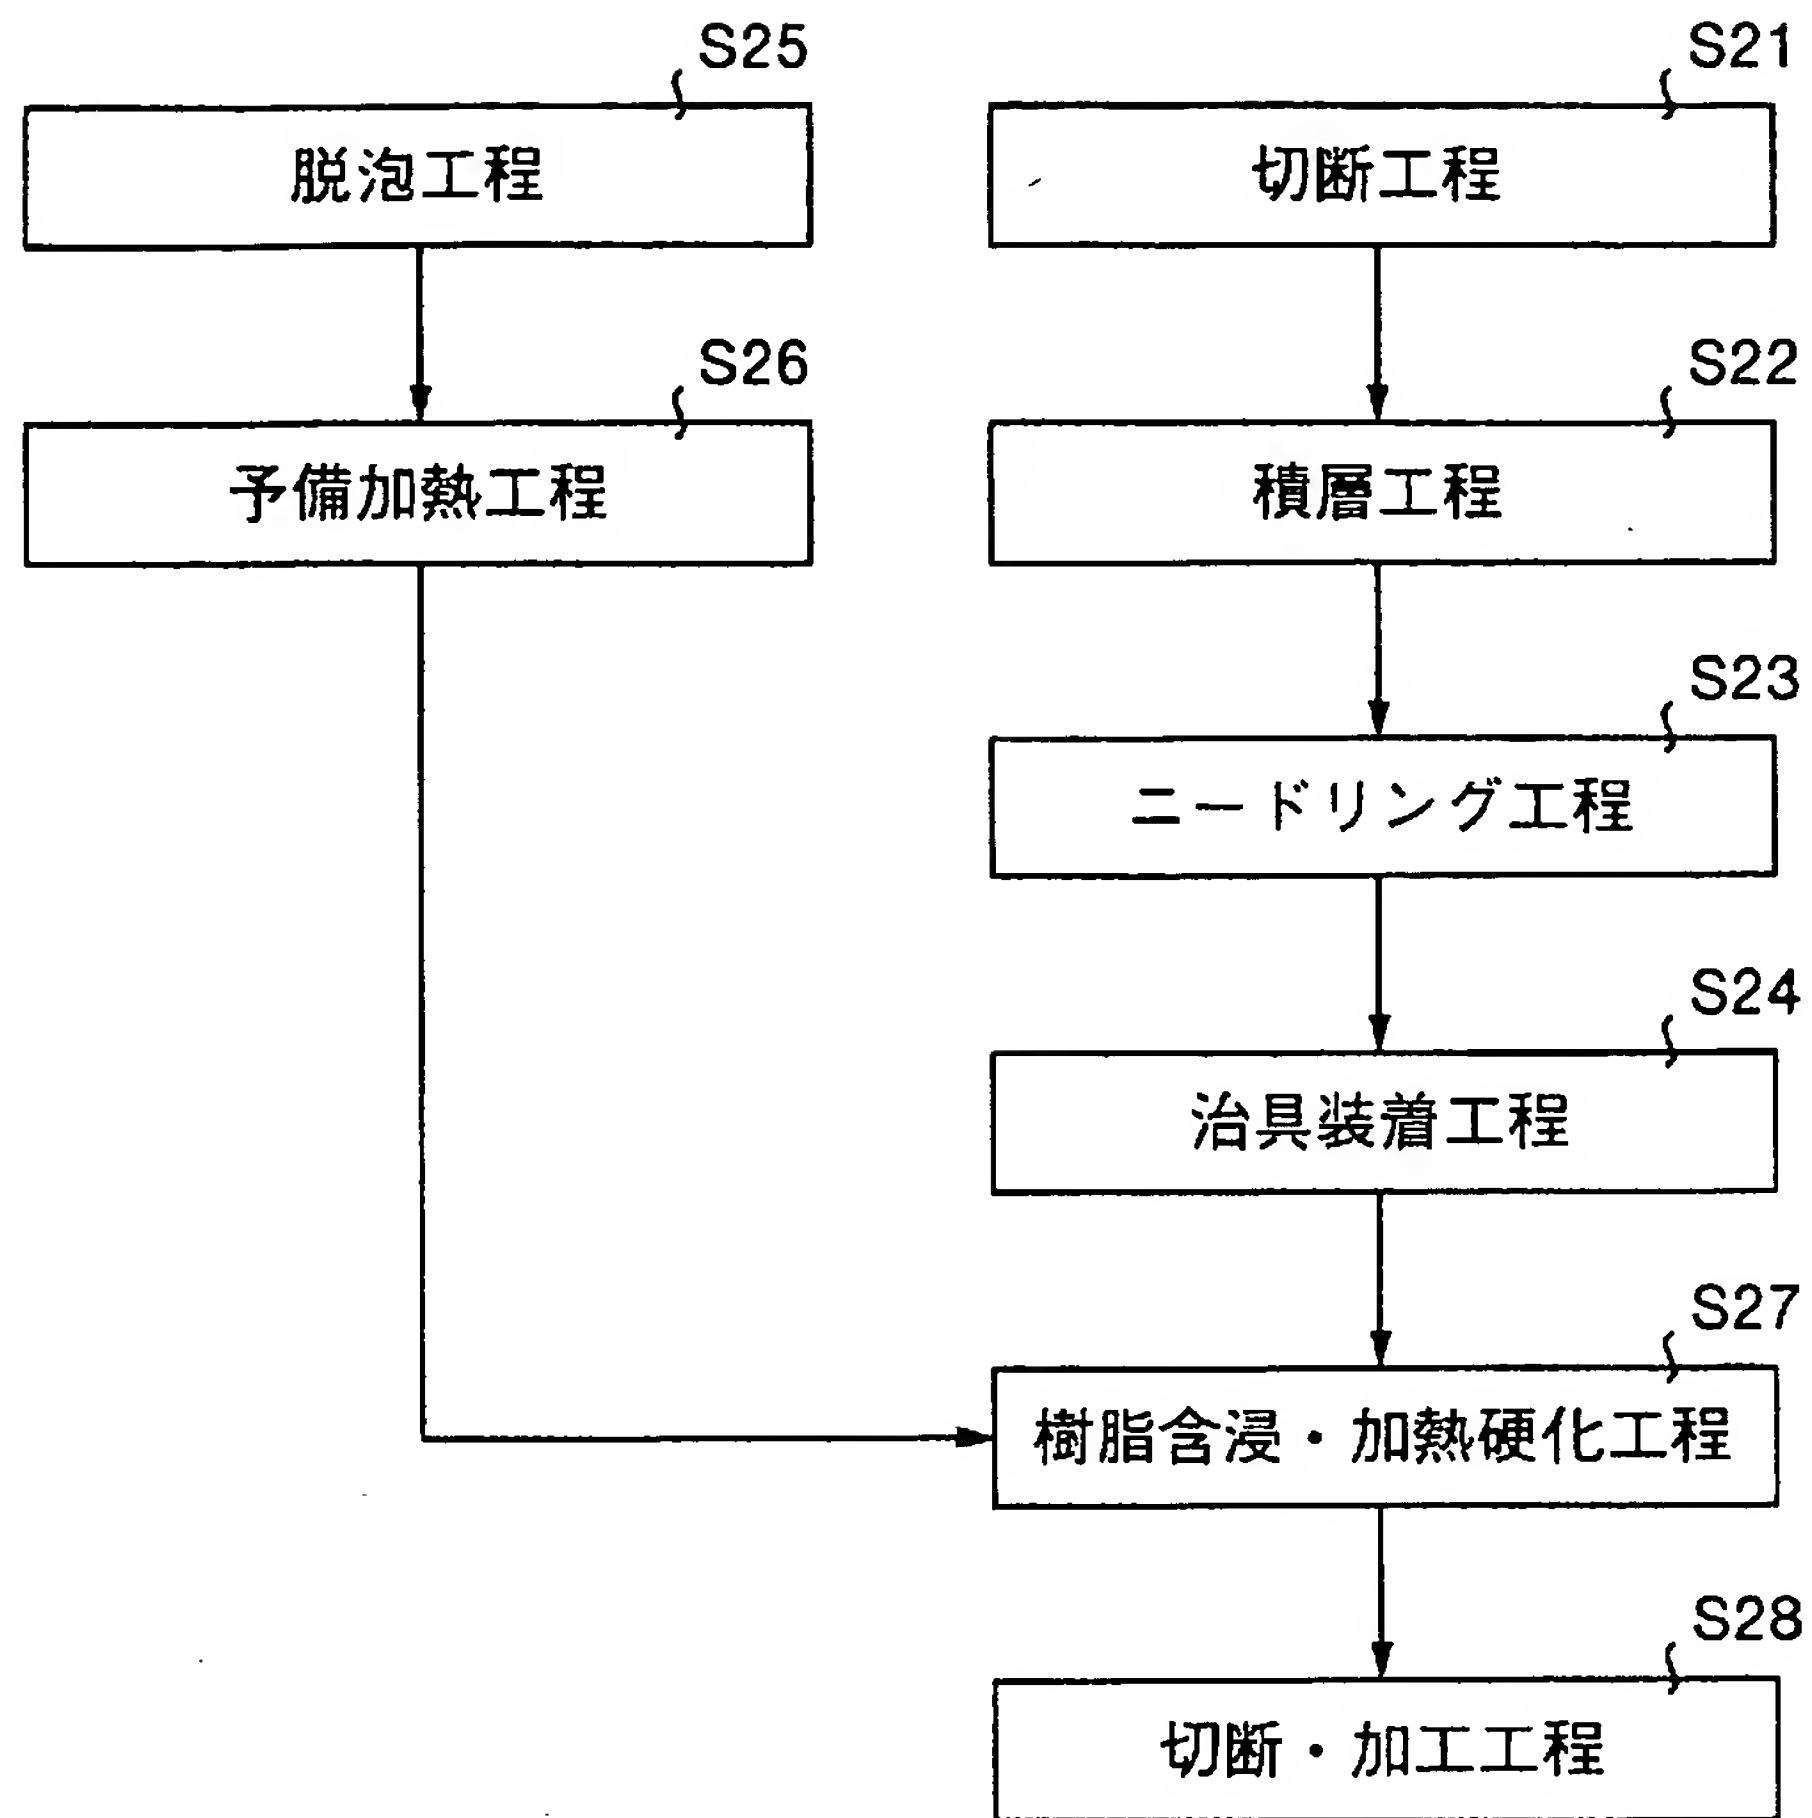 S25
脱泡工程
S26
予備加熱工程
S21
切断工程
S22
積層工程
S23
ニードリング工程
S24
治具装着工程
S27
樹脂含浸・加熱硬化工程
S28
切断・加工工程